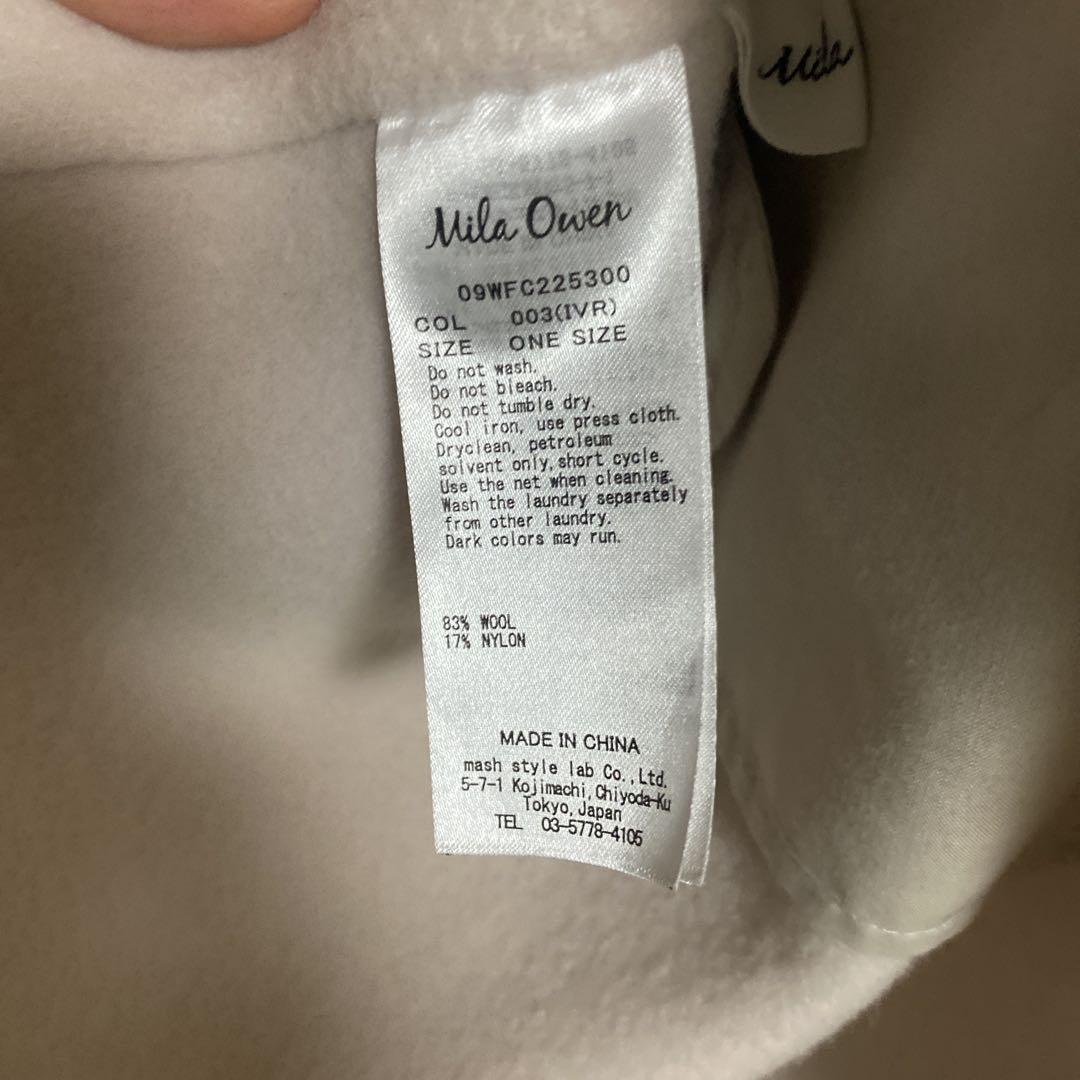 Mila
Mila Owen
09WFC225300
COL 003(IVR)
SIZE ONE SIZE
Do not wash.
Do not bleach.
Do not tumble dry.
Cool iron, use press cloth.
Dryclean, petroleum
solvent only, short cycle.
Use the net when cleaning.
Wash the laundry separately
from other laundry.
Dark colors may run.
83% WOOL
17% NYLON
MADE IN CHINA
mash style lab Co.,Ltd.
5-7-1 Kojimachi, Chiyoda-Ku
Tokyo, Japan
TEL 03-5778-4105